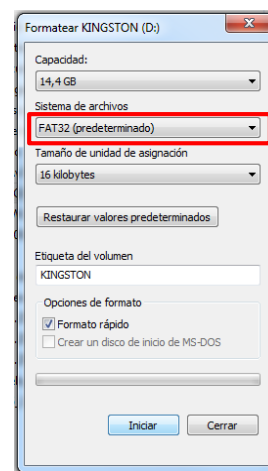 Formatear KINGSTON (D:)
Capacidad:
14,4 GB
Sistema de archivos
FAT32 (predeterminado)
Tamaño de unidad de asignación
16 kilobytes
Restaurar valores predeterminados
Etiqueta del volumen
KINGSTON
Opciones de formato
Formato rápido
Crear un disco de inicio de MS-DOS
Iniciar
Cerrar